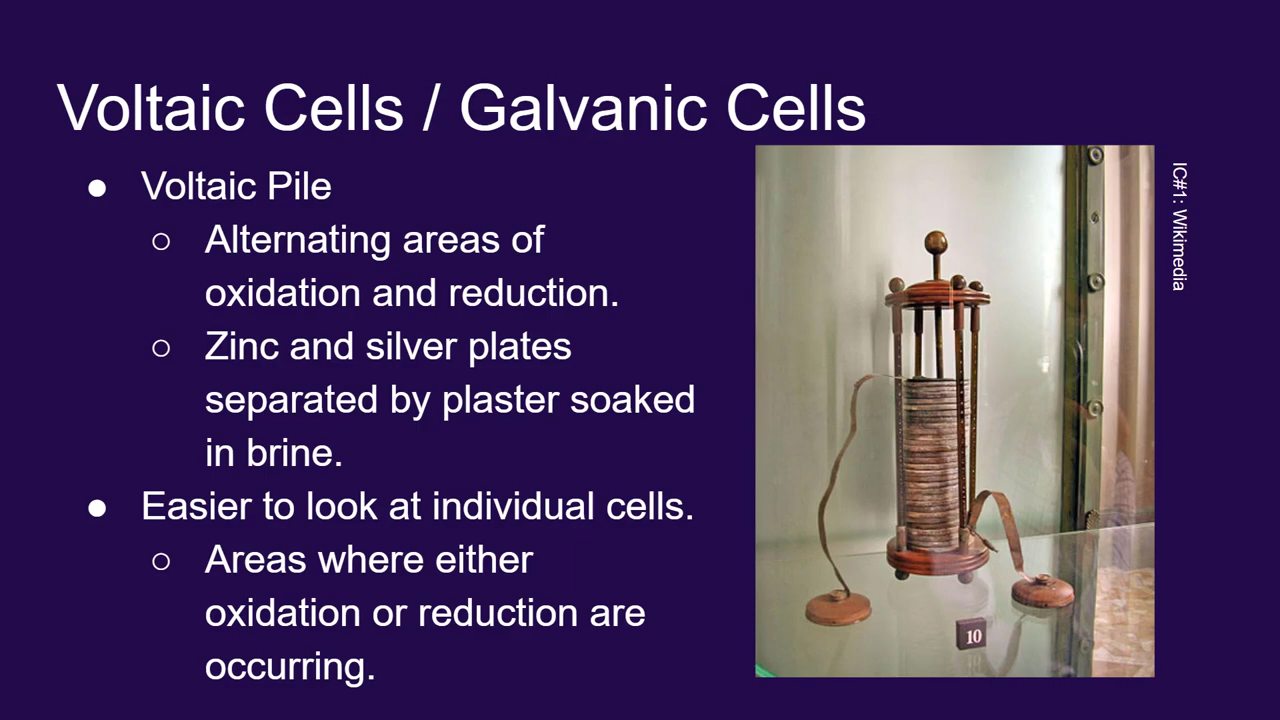 Voltaic Cells / Galvanic Cells
● Voltaic Pile
○ Alternating areas of
oxidation and reduction.
○ Zinc and silver plates
separated by plaster soaked
in brine.
● Easier to look at individual cells.
○ Areas where either
oxidation or reduction are
occurring.
IC#1: Wikimedia
10